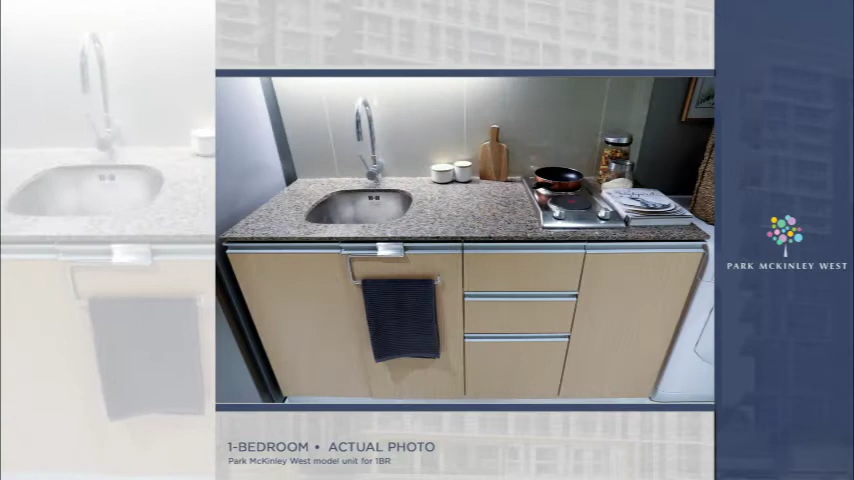 PARK MCKINLEY WEST
1-BEDROOM • ACTUAL PHOTO
Park McKinley West model unit for 1BR